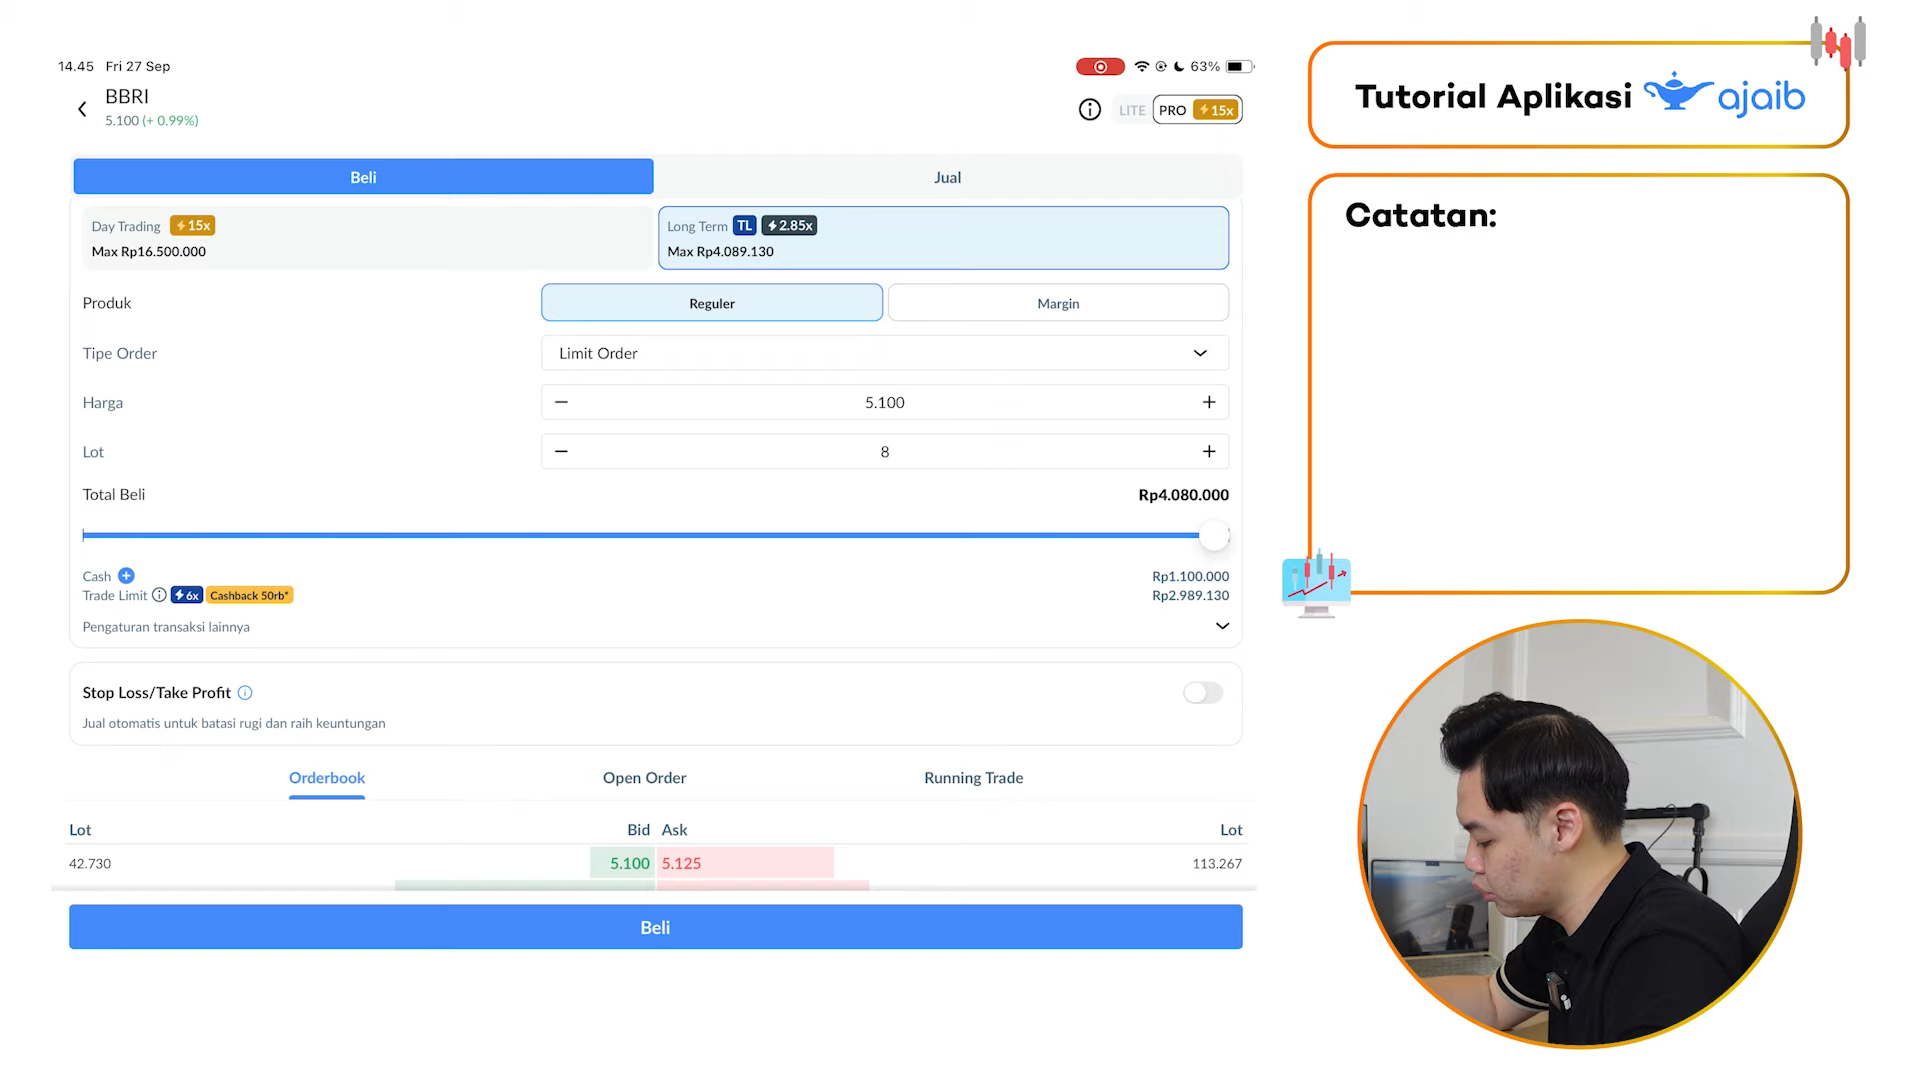 14.45 Fri 27 Sep
63%
BBRI
5.100 (+ 0.99%)
LITE PRO 15x
Beli
Jual
Day Trading 15x
Max Rp16.500.000
Long Term TL 2.85x
Max Rp4.089.130
Produk
Reguler
Margin
Tipe Order
Limit Order
Harga
− 5.100 +
Lot
− 8 +
Total Beli
Rp4.080.000
Cash
Rp1.100.000
Trade Limit 6x Cashback 50rb*
Rp2.989.130
Pengaturan transaksi lainnya
Stop Loss/Take Profit
Jual otomatis untuk batasi rugi dan raih keuntungan
Orderbook
Open Order
Running Trade
Lot Bid Ask Lot
42.730 5.100 5.125 113.267
Beli
Tutorial Aplikasi ajaib
Catatan: